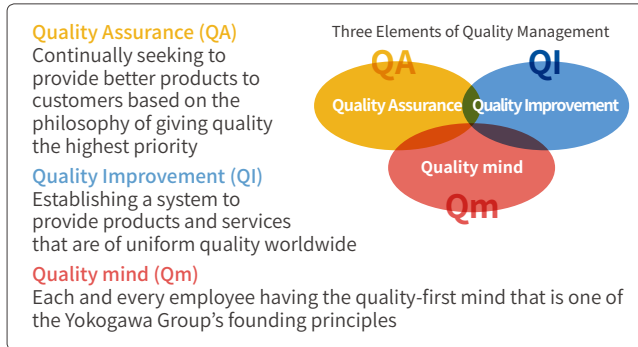 Quality Assurance (QA)
Continually seeking to
provide better products to
customers based on the
philosophy of giving quality
the highest priority
Quality Improvement (QI)
Establishing a system to
provide products and services
that are of uniform quality worldwide
Quality mind (Qm)
Each and every employee having the quality-first mind that is one of
the Yokogawa Group's founding principles
Three Elements of Quality Management
QA
QI
Quality Assurance
Quality Improvement
Quality mind
Qm